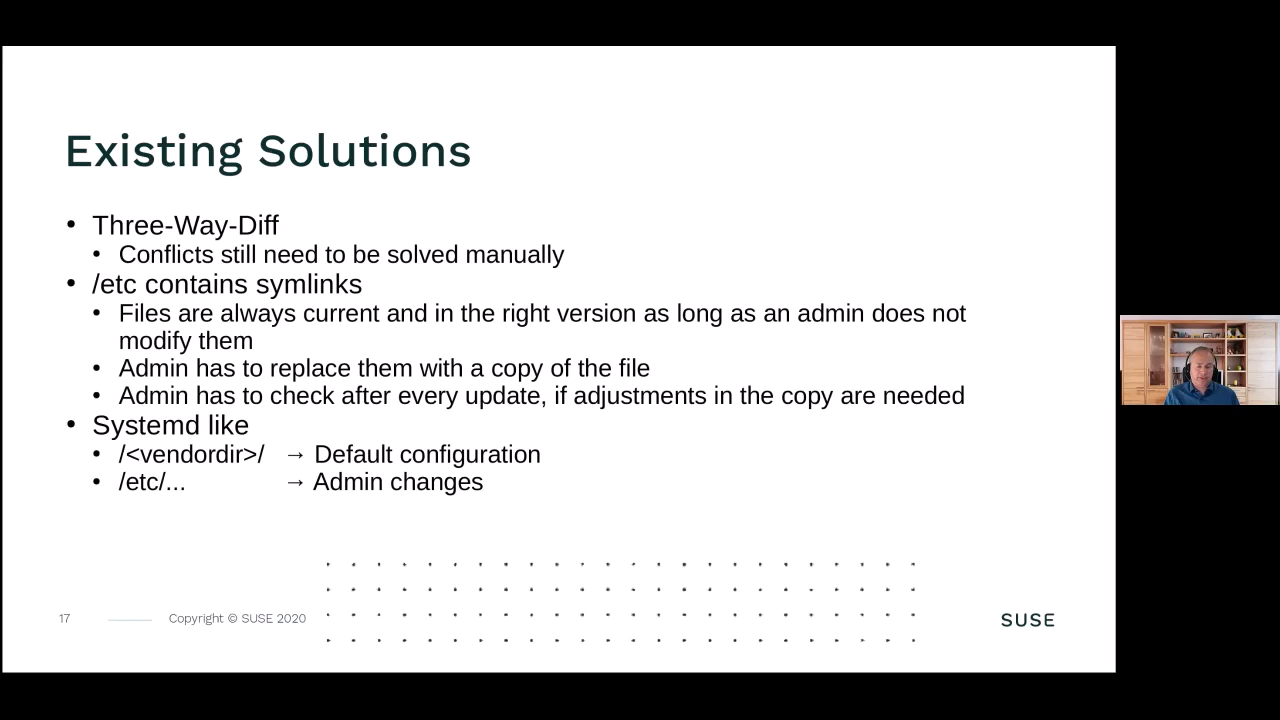 Existing Solutions
• Three-Way-Diff
• Conflicts still need to be solved manually
• /etc contains symlinks
• Files are always current and in the right version as long as an admin does not
modify them
• Admin has to replace them with a copy of the file
• Admin has to check after every update, if adjustments in the copy are needed
• Systemd like
• /<vendordir>/ → Default configuration
• /etc/... → Admin changes
17 Copyright © SUSE 2020 SUSE